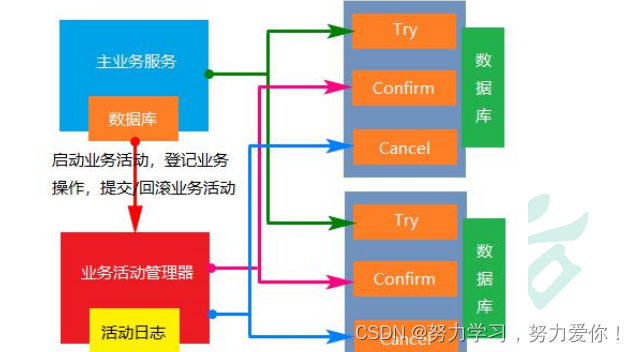 主业务服务
数据库
启动业务活动，登记业务
操作，提交/回滚业务活动
业务活动管理器
活动日志
Try
Confirm
Cancel
数
据
库
Try
Confirm
Cancel
数
据
库
CSDN @努力学习，努力爱你！